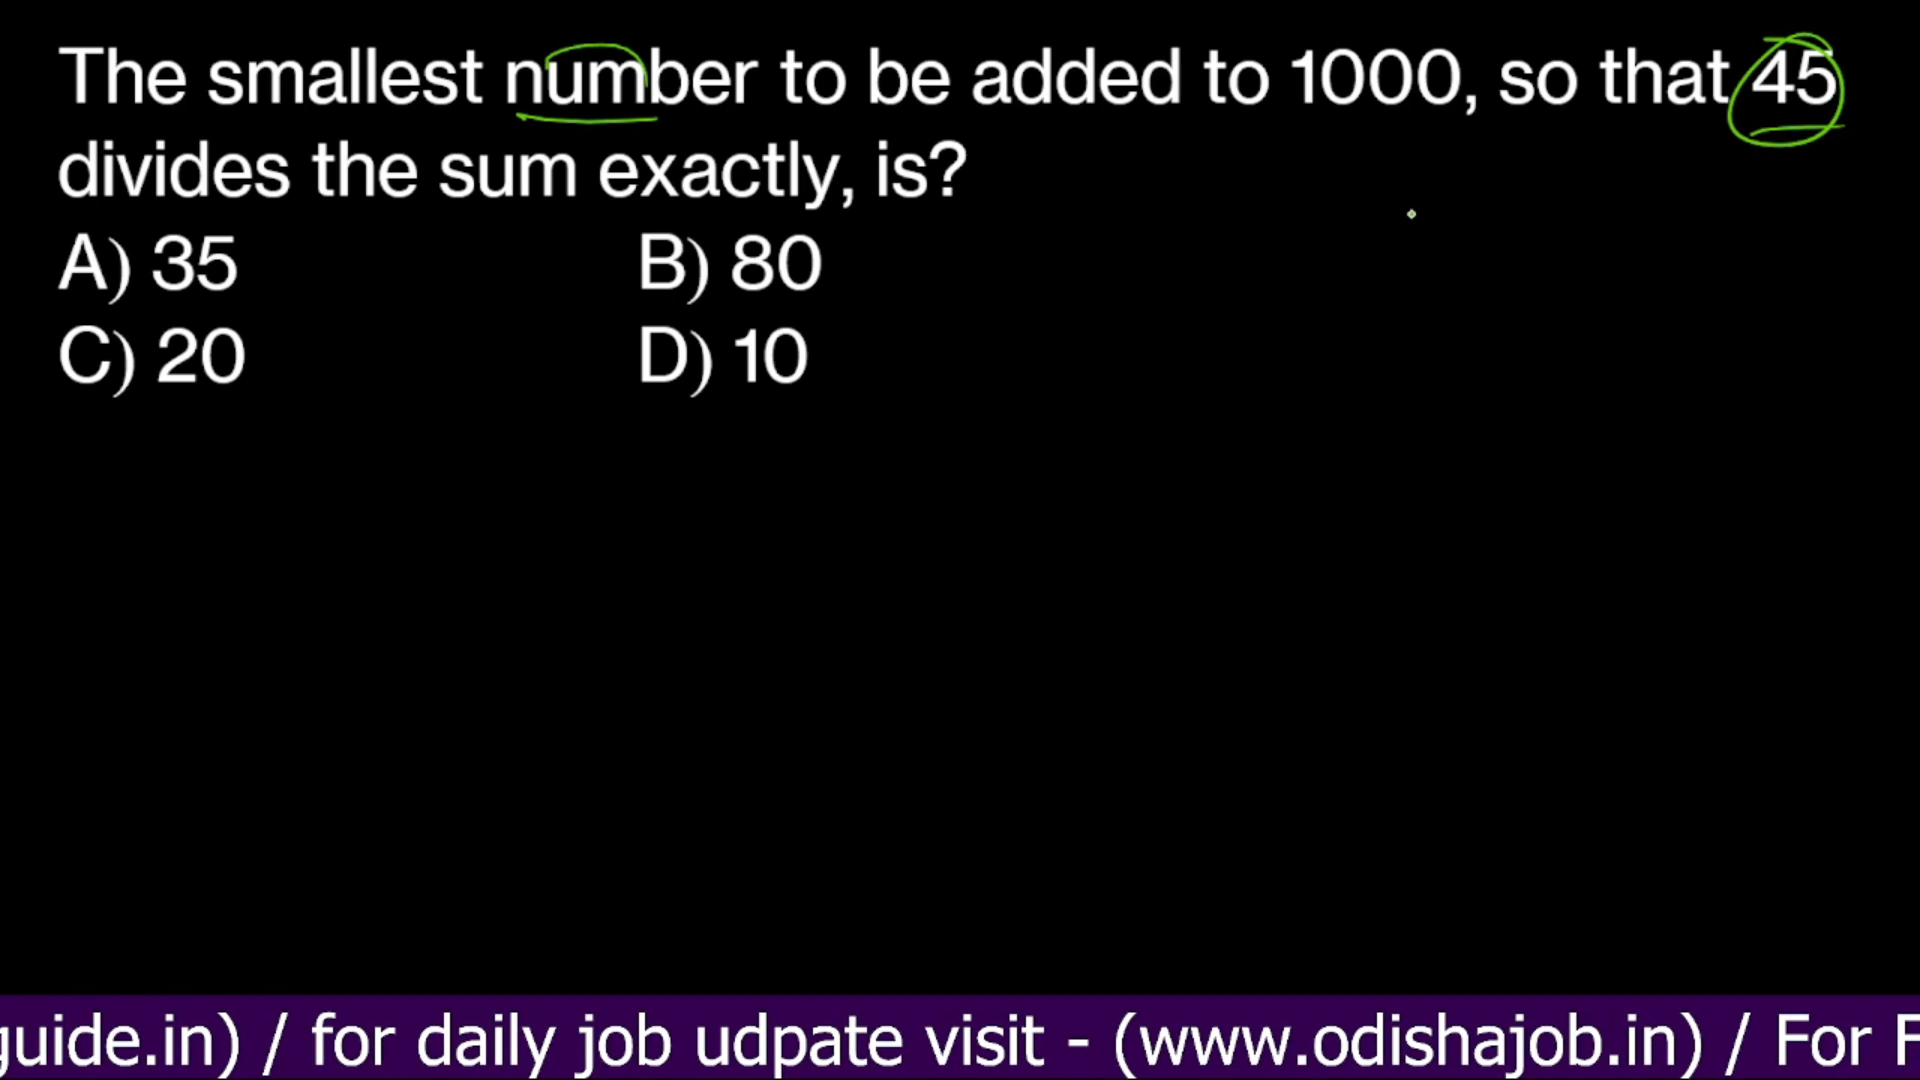 The smallest number to be added to 1000, so that 45
divides the sum exactly, is?
A) 35 B) 80
C) 20 D) 10
guide.in) / for daily job udpate visit - (www.odishajob.in) / For F